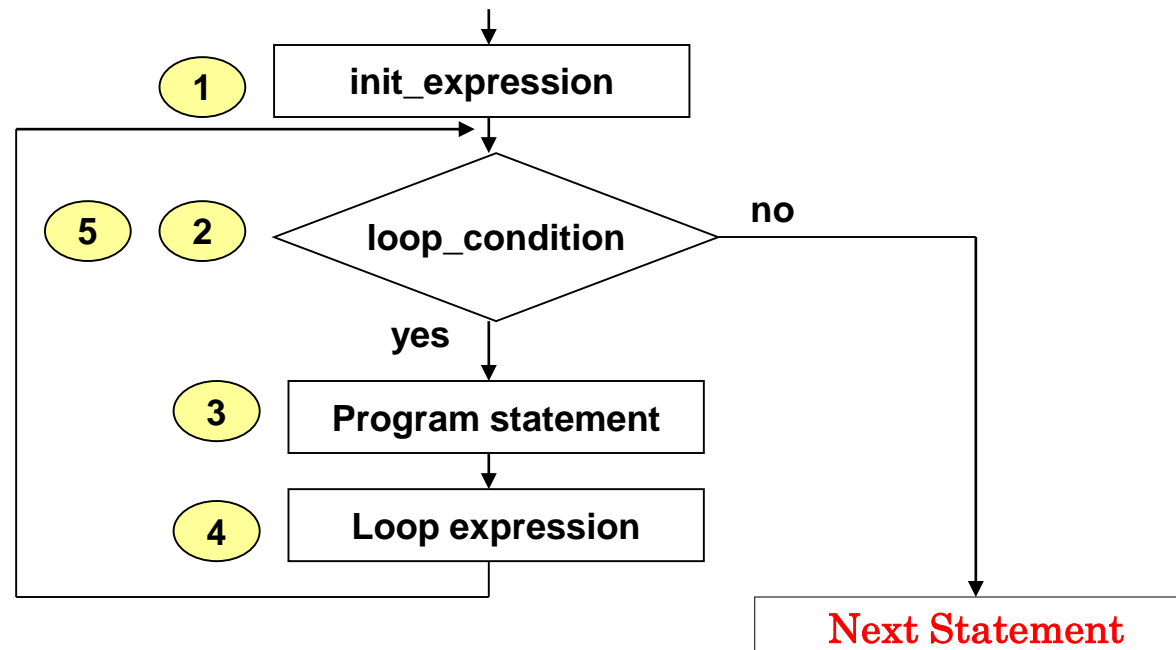 1
init_expression
5
2
loop_condition
no
yes
3
Program statement
4
Loop expression
Next Statement